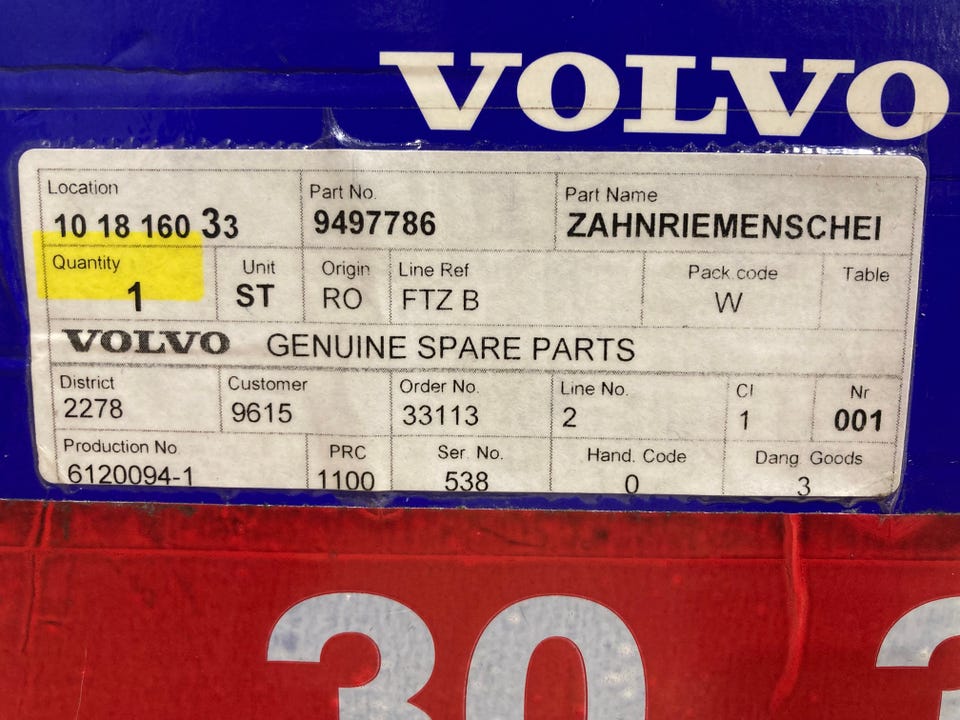 VOLVO
Location Part No. Part Name
10 18 160 33 9497786 ZAHNRIEMENSCHEI
Quantity Unit Origin Line Ref Pack code Table
1 ST RO FTZ B W
VOLVO GENUINE SPARE PARTS
District Customer Order No. Line No. Cl Nr
2278 9615 33113 2 1 001
Production No PRC Ser. No. Hand. Code Dang. Goods
6120094-1 1100 538 0 3
30